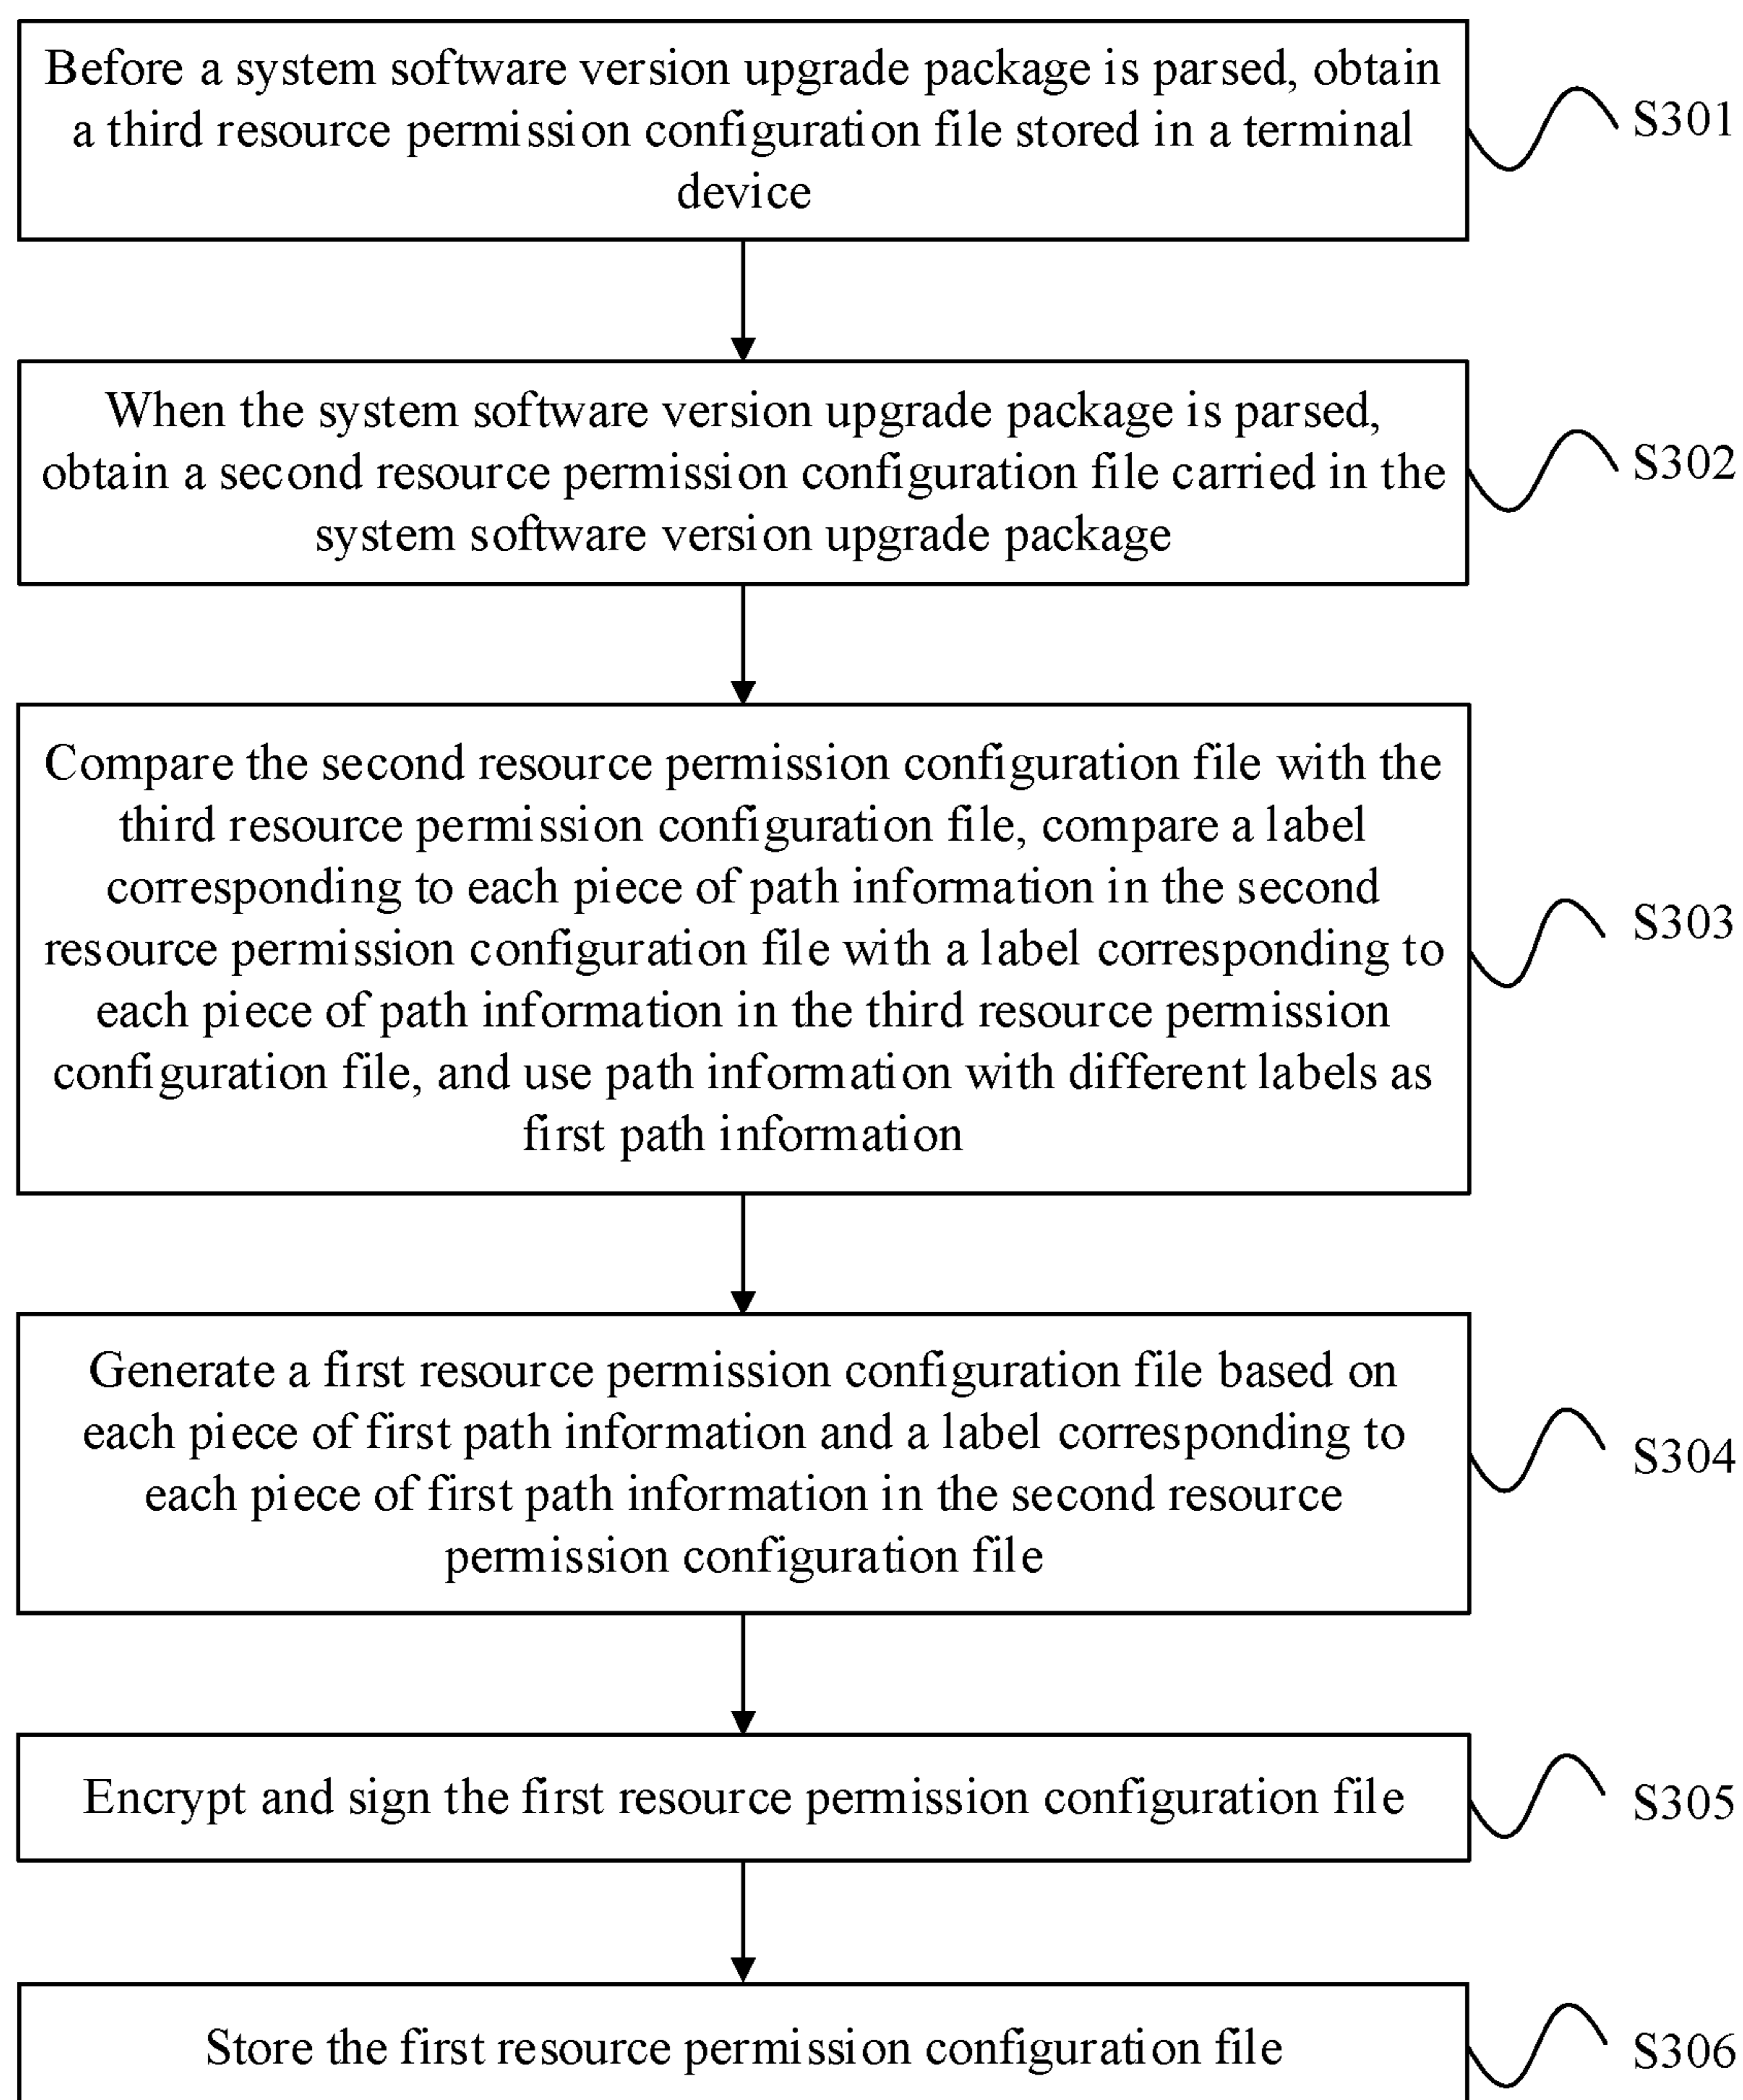 Before a system software version upgrade package is parsed, obtain
a third resource permission configuration file stored in a terminal
device
S301
When the system software version upgrade package is parsed,
obtain a second resource permission configuration file carried in the
system software version upgrade package
S302
Compare the second resource permission configuration file with the
third resource permission configuration file, compare a label
corresponding to each piece of path information in the second
resource permission configuration file with a label corresponding to
each piece of path information in the third resource permission
configuration file, and use path information with different labels as
first path information
S303
Generate a first resource permission configuration file based on
each piece of first path information and a label corresponding to
each piece of first path information in the second resource
permission configuration file
S304
Encrypt and sign the first resource permission configuration file
S305
Store the first resource permission configuration file
S306